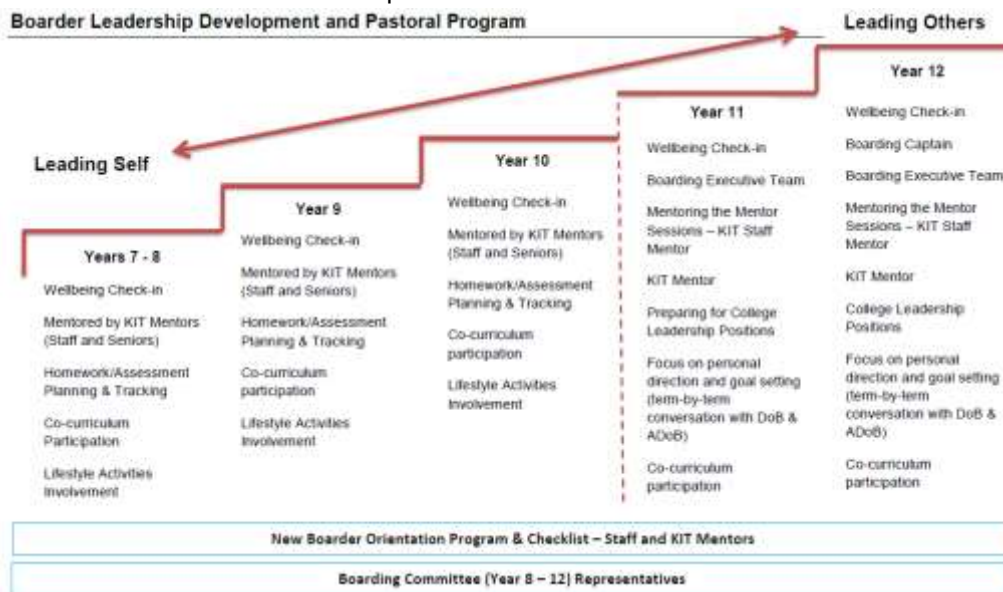 Boarder Leadership Development and Pastoral Program
Leading Others
Leading Self
Years 7 - 8
Wellbeing Check-in
Mentored by KIT Mentors
(Staff and Seniors)
Homework/Assessment
Planning & Tracking
Co-curriculum
Participation
Lifestyle Activities
Involvement
Year 9
Wellbeing Check-in
Mentored by KIT Mentors
(Staff and Seniors)
Homework/Assessment
Planning & Tracking
Co-curriculum
participation
Lifestyle Activities
Involvement
Year 10
Wellbeing Check-in
Mentored by KIT Mentors
(Staff and Seniors)
Homework/Assessment
Planning & Tracking
Co-curriculum
participation
Lifestyle Activities
Involvement
Year 11
Wellbeing Check-in
Boarding Executive Team
Mentoring the Mentor
Sessions – KIT Staff
Mentor
KIT Mentor
Preparing for College
Leadership Positions
Focus on personal
direction and goal setting
(term-by-term
conversation with DoB &
ADoB)
Co-curriculum
participation
Year 12
Wellbeing Check-in
Boarding Captain
Boarding Executive Team
Mentoring the Mentor
Sessions – KIT Staff
Mentor
KIT Mentor
College Leadership
Positions
Focus on personal
direction and goal setting
(term-by-term
conversation with DoB &
ADoB)
Co-curriculum
participation
New Boarder Orientation Program & Checklist – Staff and KIT Mentors
Boarding Committee (Year 8 – 12) Representatives